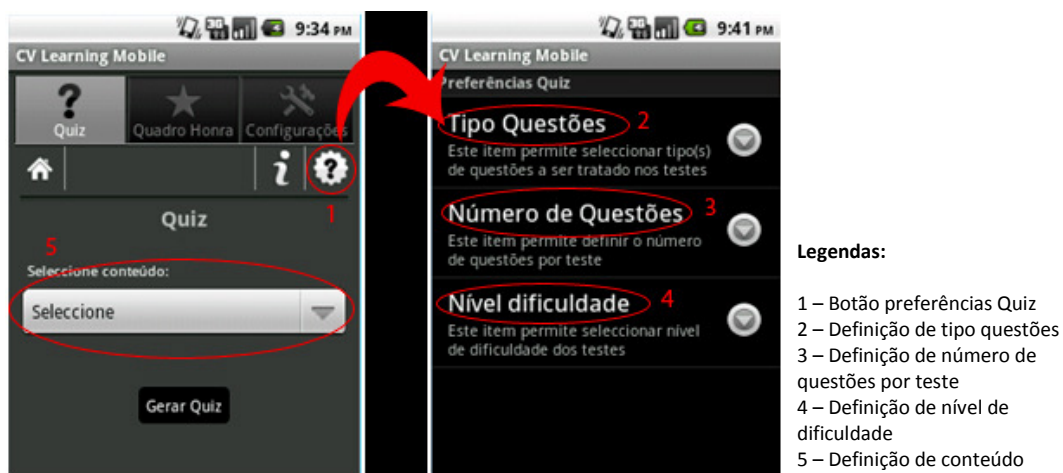 9:34 PM
CV Learning Mobile
?
Quiz
Quadro Honra
Configurações
i
?
1
Quiz
5
Seleccione conteúdo:
Seleccione
Gerar Quiz
9:41 PM
CV Learning Mobile
Preferências Quiz
Tipo Questões 2
Este item permite seleccionar tipo(s)
de questões a ser tratado nos testes
Número de Questões 3
Este item permite definir o número
de questões por teste
Nível dificuldade 4
Este item permite seleccionar nível
de dificuldade dos testes
Legendas:
1 – Botão preferências Quiz
2 – Definição de tipo questões
3 – Definição de número de
questões por teste
4 – Definição de nível de
dificuldade
5 – Definição de conteúdo